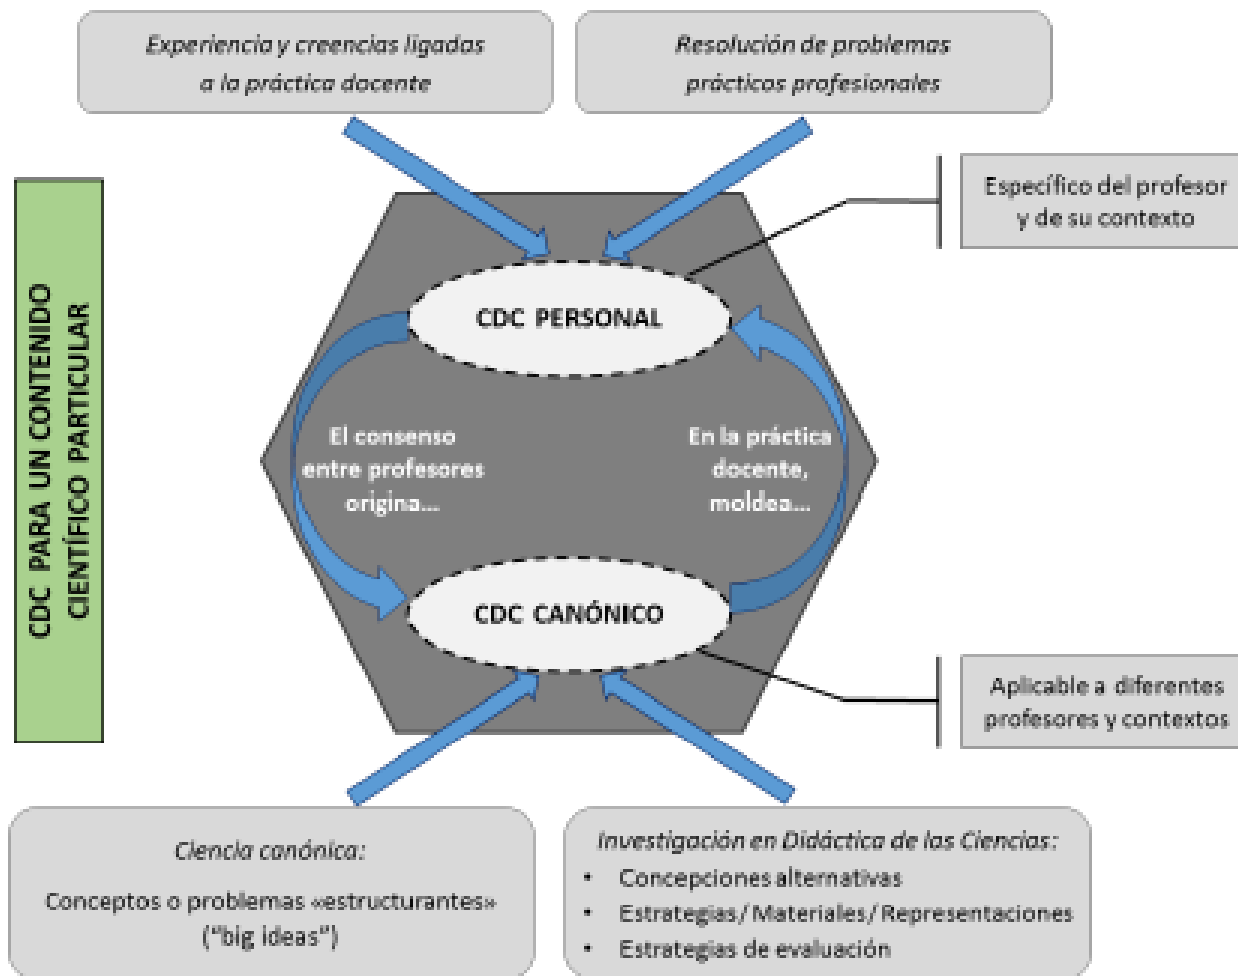 Experiencia y creencias ligadas
a la práctica docente
Resolución de problemas
prácticos profesionales
Específico del profesor
y de su contexto
CDC PARA UN CONTENIDO
CIENTÍFICO PARTICULAR
CDC PERSONAL
El consenso
entre profesores
origina...
En la práctica
docente,
moldea...
CDC CANÓNICO
Aplicable a diferentes
profesores y contextos
Ciencia canónica:
Conceptos o problemas «estructurantes»
("big ideas")
Investigación en Didáctica de las Ciencias:
• Concepciones alternativas
• Estrategias/ Materiales/ Representaciones
• Estrategias de evaluación